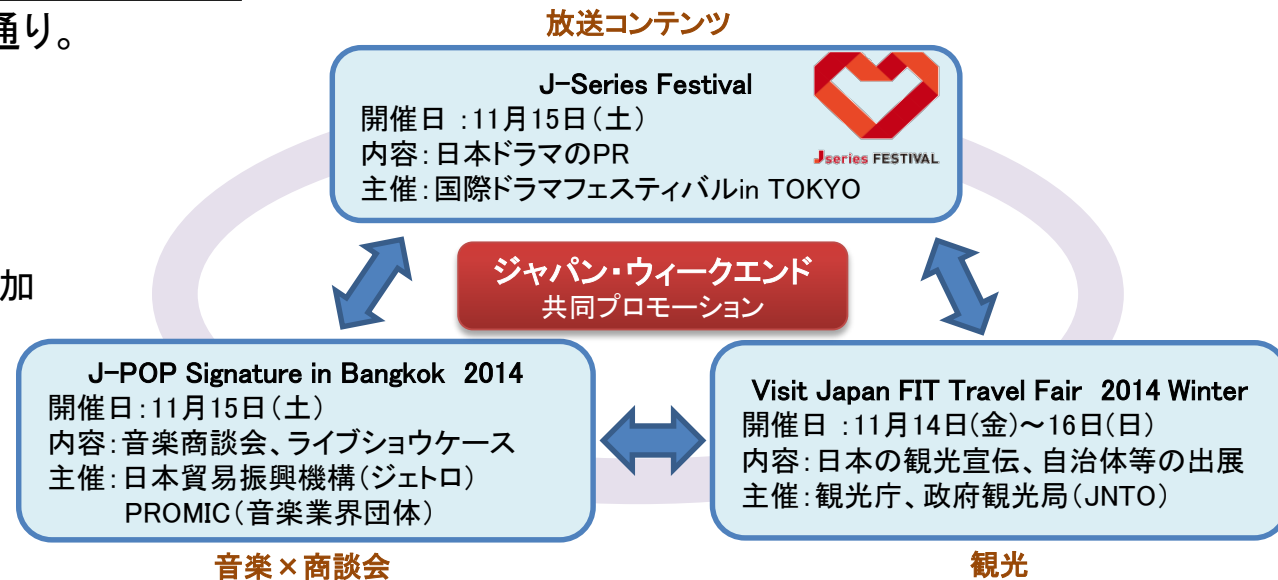 通り。
放送コンテンツ
J-Series Festival
開催日 :11月15日(土)
内容:日本ドラマのPR
主催:国際ドラマフェスティバルin TOKYO
Jseries FESTIVAL
加
ジャパン・ウィークエンド
共同プロモーション
J-POP Signature in Bangkok 2014
開催日:11月15日(土)
内容:音楽商談会、ライブショウケース
主催:日本貿易振興機構(ジェトロ)
PROMIC(音楽業界団体)
音楽×商談会
Visit Japan FIT Travel Fair 2014 Winter
開催日 :11月14日(金)~16日(日)
内容:日本の観光宣伝、自治体等の出展
主催:観光庁、政府観光局(JNTO)
観光